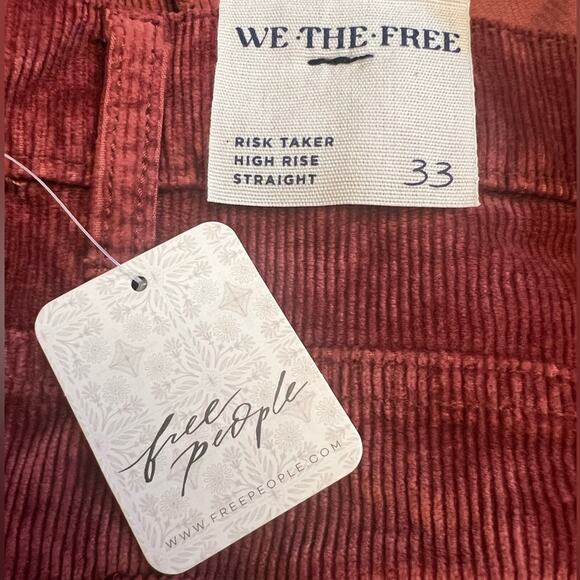 WE·THE·FREE
RISK TAKER
HIGH RISE
STRAIGHT 33
free
people
WWW.FREEPEOPLE.COM